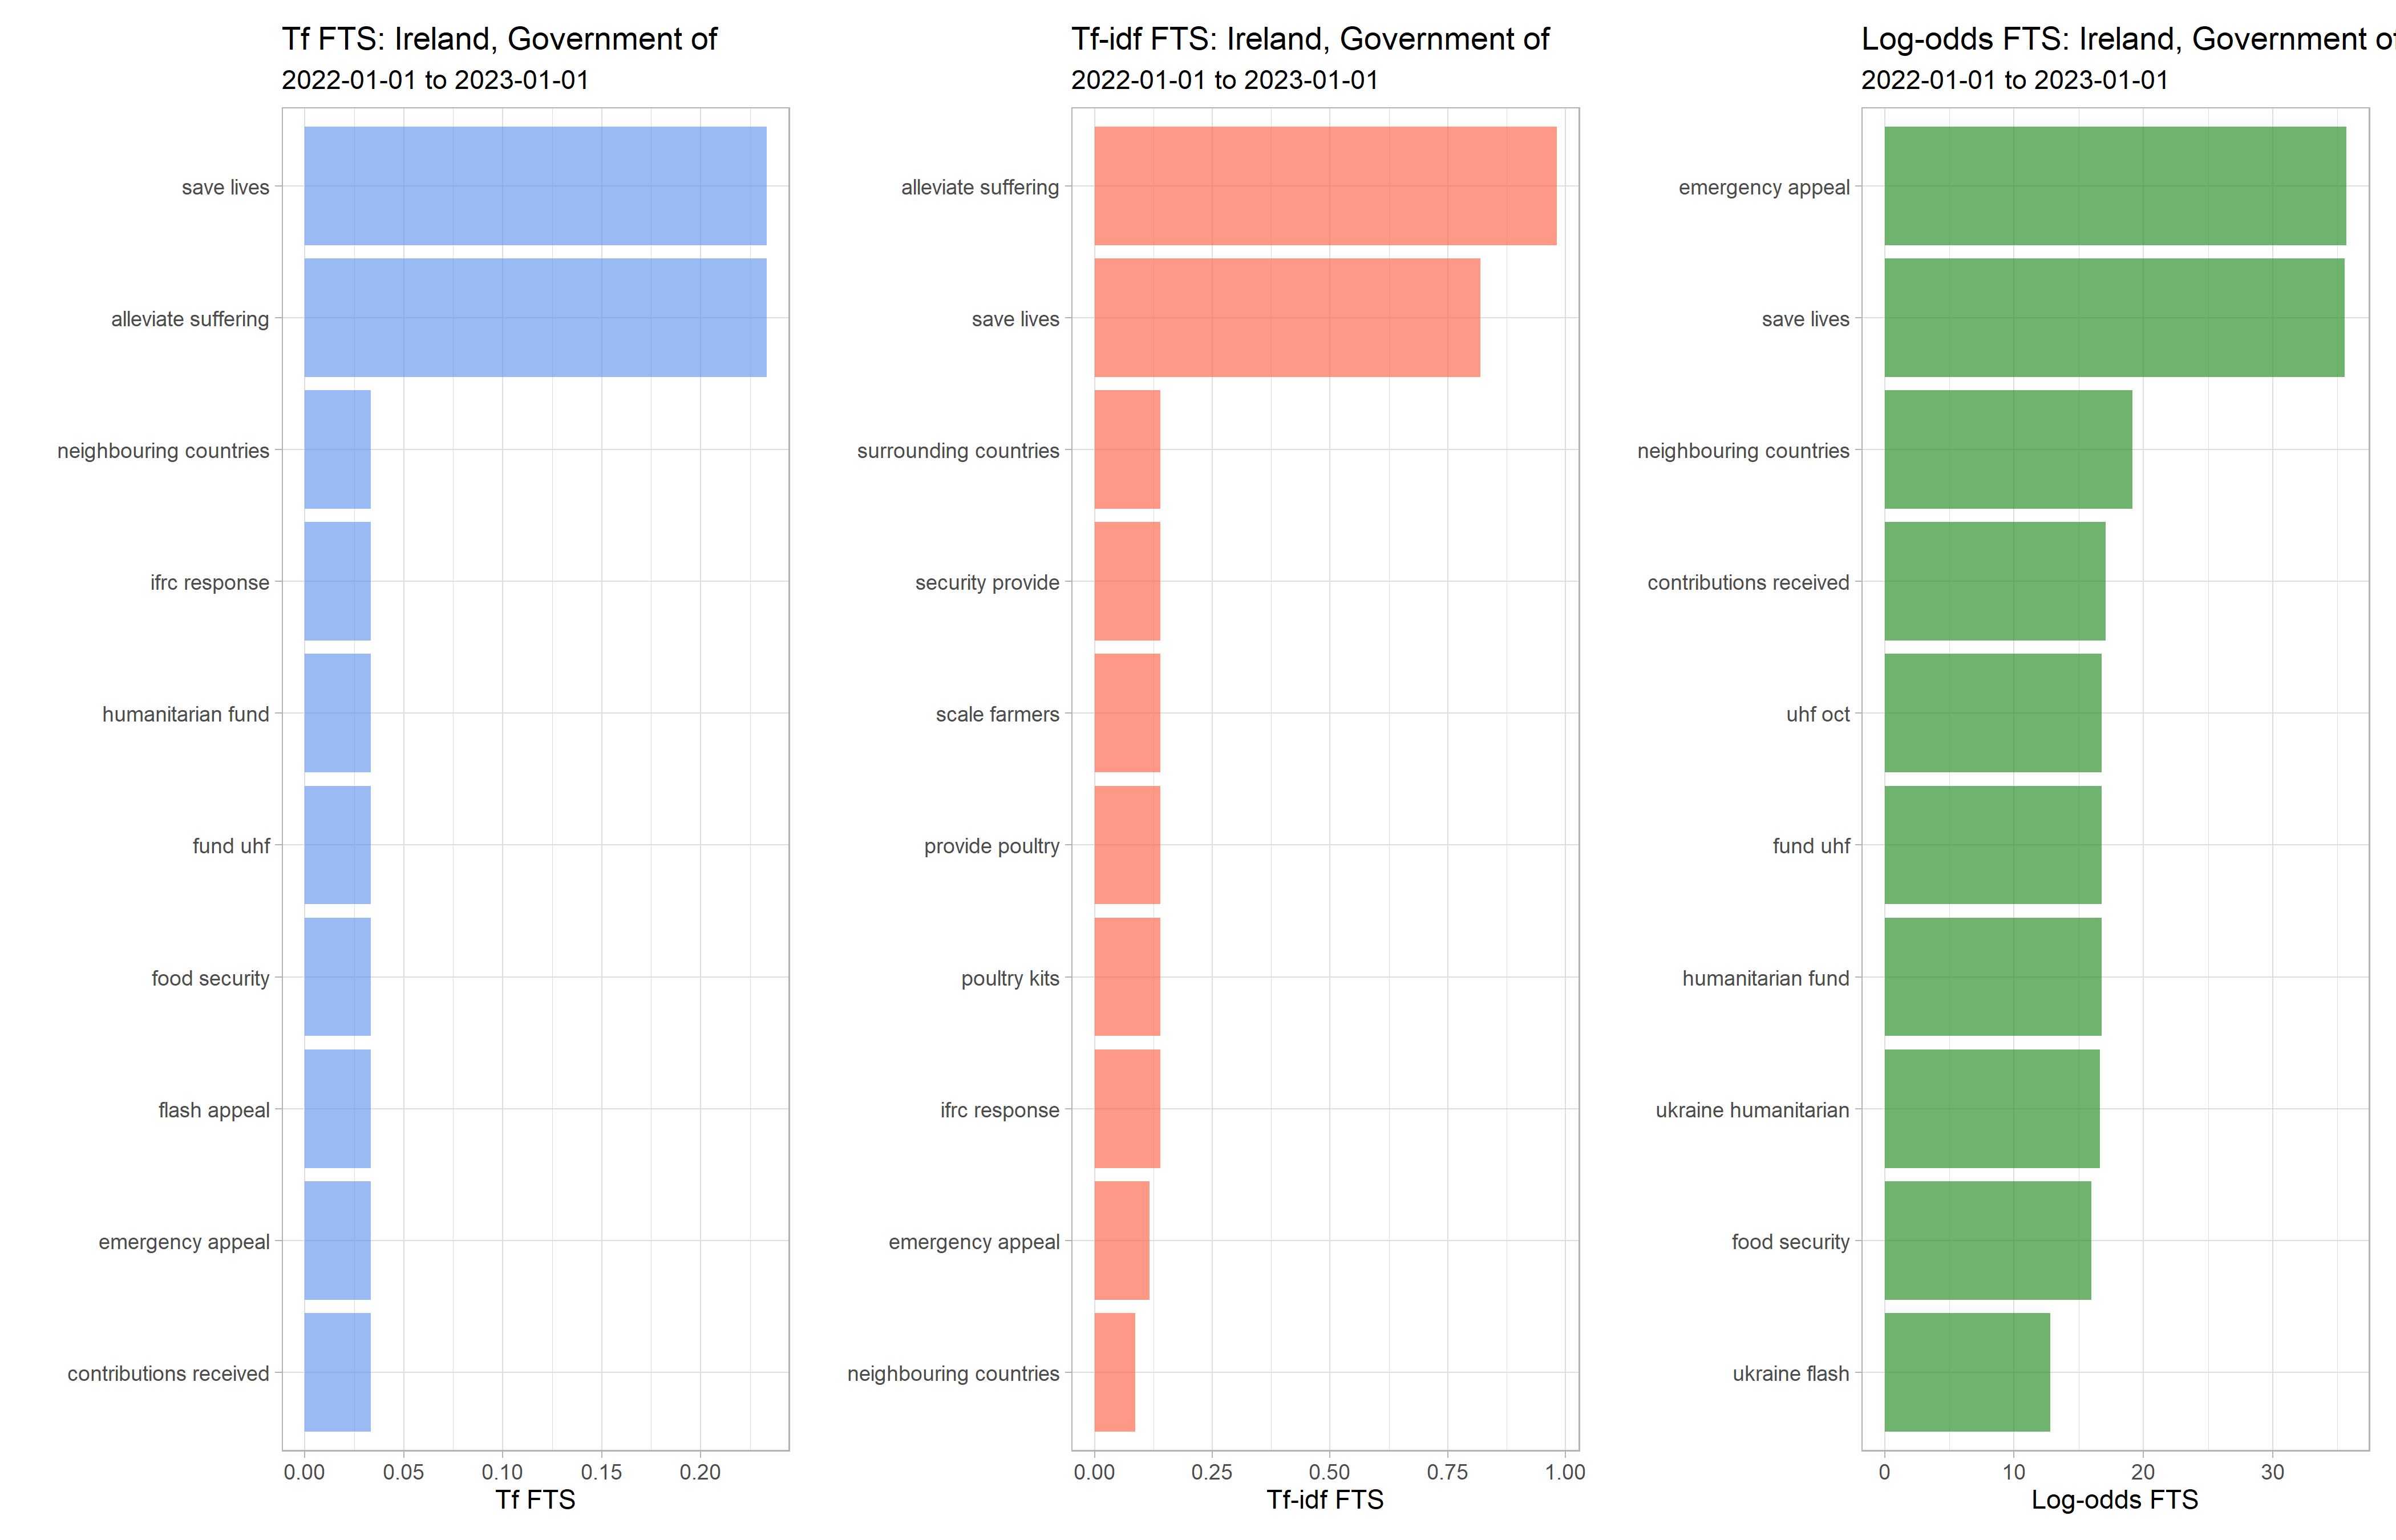 Tf FTS: Ireland, Government of
2022-01-01 to 2023-01-01
save lives
alleviate suffering
neighbouring countries
ifrc response
humanitarian fund
fund uhf
food security
flash appeal
emergency appeal
contributions received
0.00 0.05 0.10 0.15 0.20
Tf FTS
Tf-idf FTS: Ireland, Government of
2022-01-01 to 2023-01-01
alleviate suffering
save lives
surrounding countries
security provide
scale farmers
provide poultry
poultry kits
ifrc response
emergency appeal
neighbouring countries
0.00 0.25 0.50 0.75 1.00
Tf-idf FTS
Log-odds FTS: Ireland, Government of
2022-01-01 to 2023-01-01
emergency appeal
save lives
neighbouring countries
contributions received
uhf oct
fund uhf
humanitarian fund
ukraine humanitarian
food security
ukraine flash
0 10 20 30
Log-odds FTS